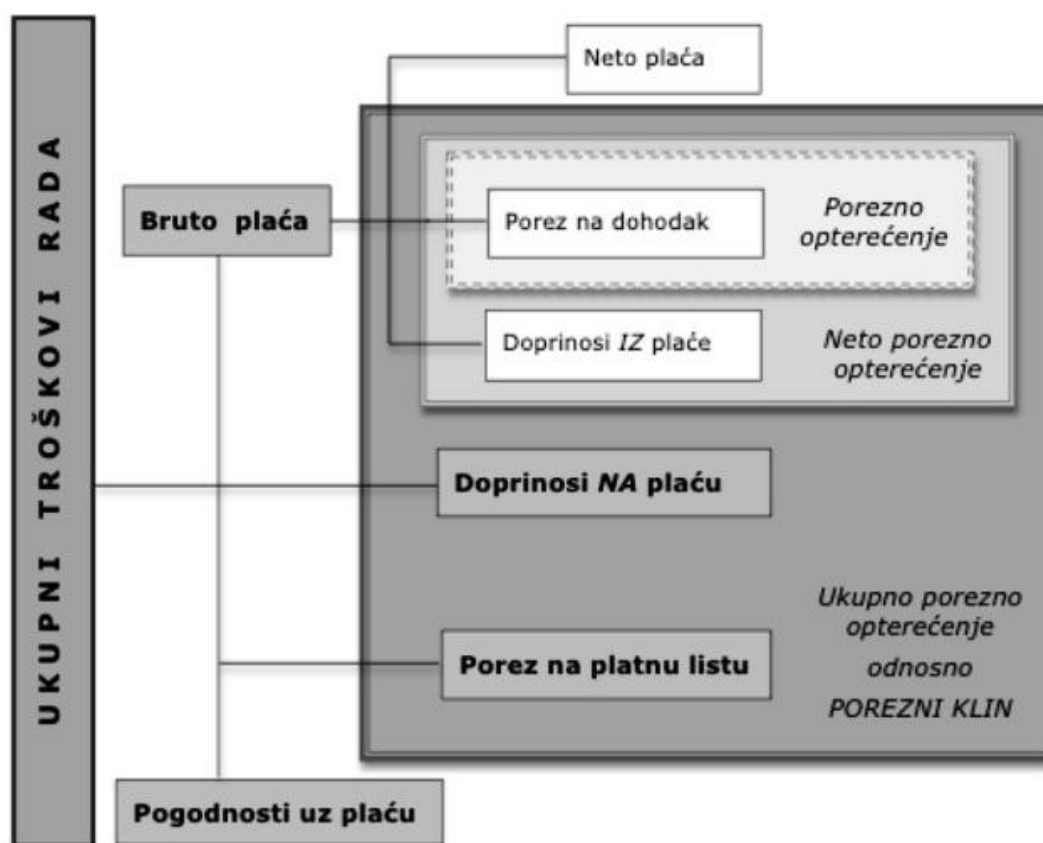 UKUPNI TROŠKOVI RADA
Neto plaća
Bruto plaća
Porez na dohodak
Porezno
opterećenje
Doprinosi IZ plaće
Neto porezno
opterećenje
Doprinosi NA plaću
Ukupno porezno
opterećenje
odnosno
POREZNI KLIN
Porez na platnu listu
Pogodnosti uz plaću